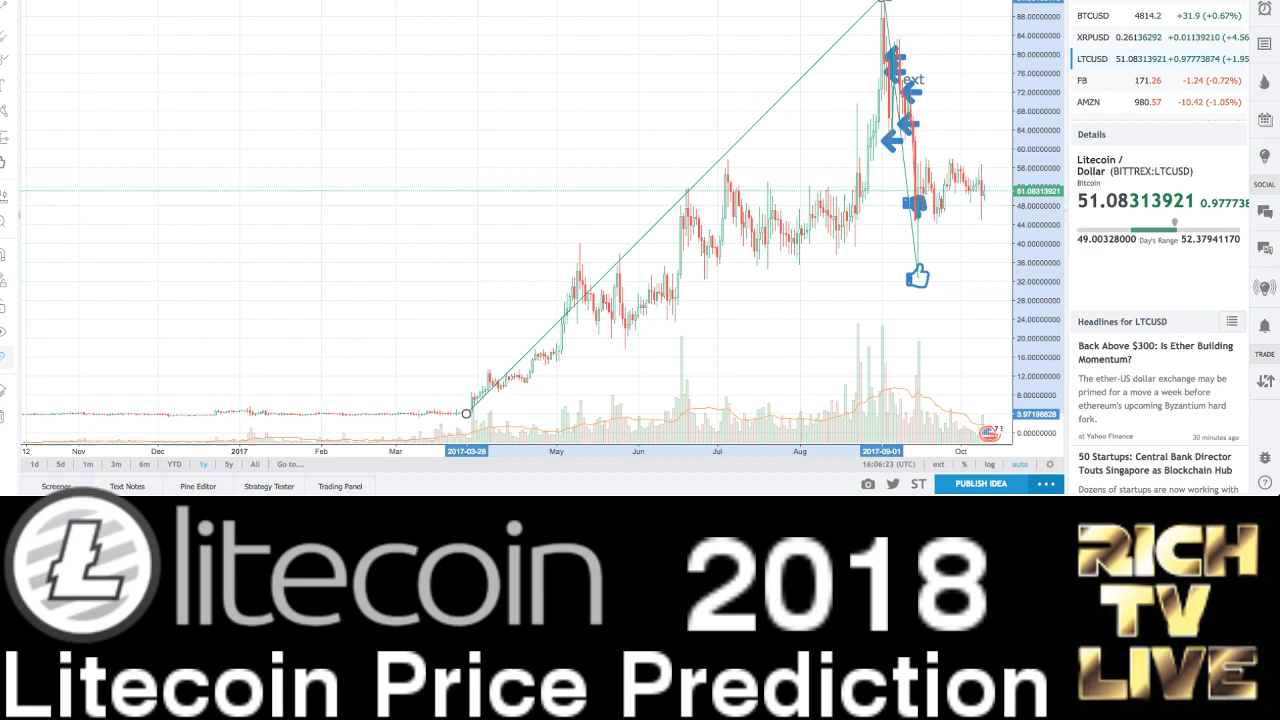 88.00000000
84.00000000
80.00000000
76.00000000
72.00000000
68.00000000
64.00000000
60.00000000
56.00000000
51.08313921
48.00000000
44.00000000
40.00000000
36.00000000
32.00000000
28.00000000
24.00000000
20.00000000
16.00000000
12.00000000
8.00000000
3.97198828
0.00000000
ext
12 Nov Dec 2017 Feb Mar 2017-03-28 May Jun Jul Aug 2017-09-01 Oct
1d 5d 1m 3m 6m YTD 1y 5y All Go to... 16:06:23 (UTC) ext % log auto
Screener Text Notes Pine Editor Strategy Tester Trading Panel ST PUBLISH IDEA
BTCUSD 4814.2 +31.9 (+0.67%)
XRPUSD 0.26136292 +0.01139210 (+4.56
LTCUSD 51.08313921 +0.97773874 (+1.95
FB 171.26 -1.24 (-0.72%)
AMZN 980.57 -10.42 (-1.05%)
Details
Litecoin /
Dollar (BITTREX:LTCUSD)
Bitcoin
51.08313921 0.977738
49.00328000 Day's Range 52.37941170
Headlines for LTCUSD
Back Above $300: Is Ether Building
Momentum?
The ether-US dollar exchange may be
primed for a move a week before
ethereum's upcoming Byzantium hard
fork.
at Yahoo Finance 30 minutes ago
50 Startups: Central Bank Director
Touts Singapore as Blockchain Hub
Dozens of startups are now working with
SOCIAL
TRADE
litecoin 2018
Litecoin Price Prediction
RICH
TV
LIVE